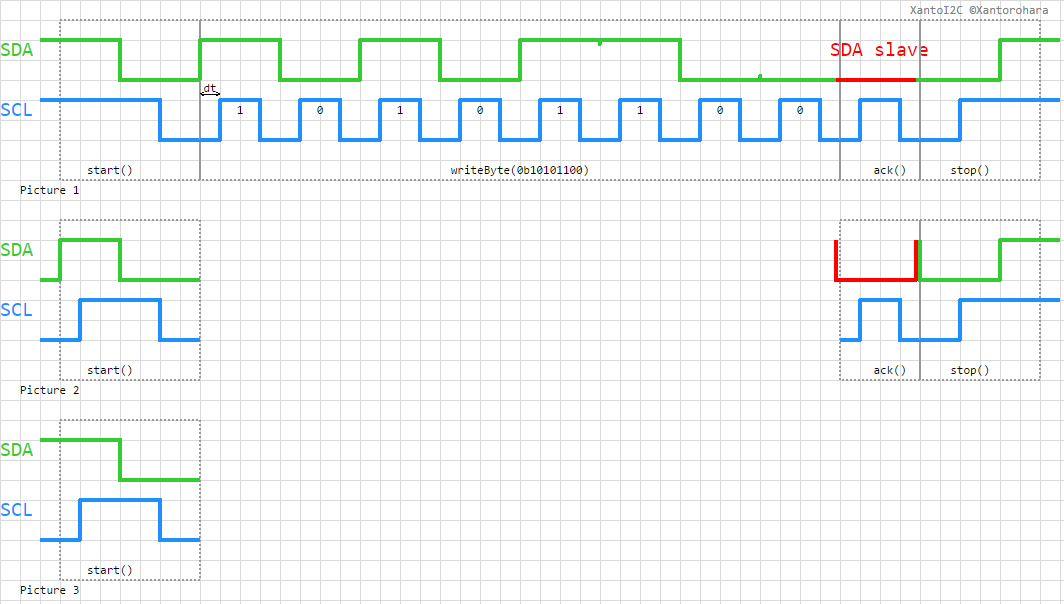 XantoI2C ©Xantorohara
SDA
SDA slave
dt
SCL
1 0 1 0 1 1 0 0
start() writeByte(0b10101100) ack() stop()
Picture 1
SDA
SCL
start() ack() stop()
Picture 2
SDA
SCL
start()
Picture 3